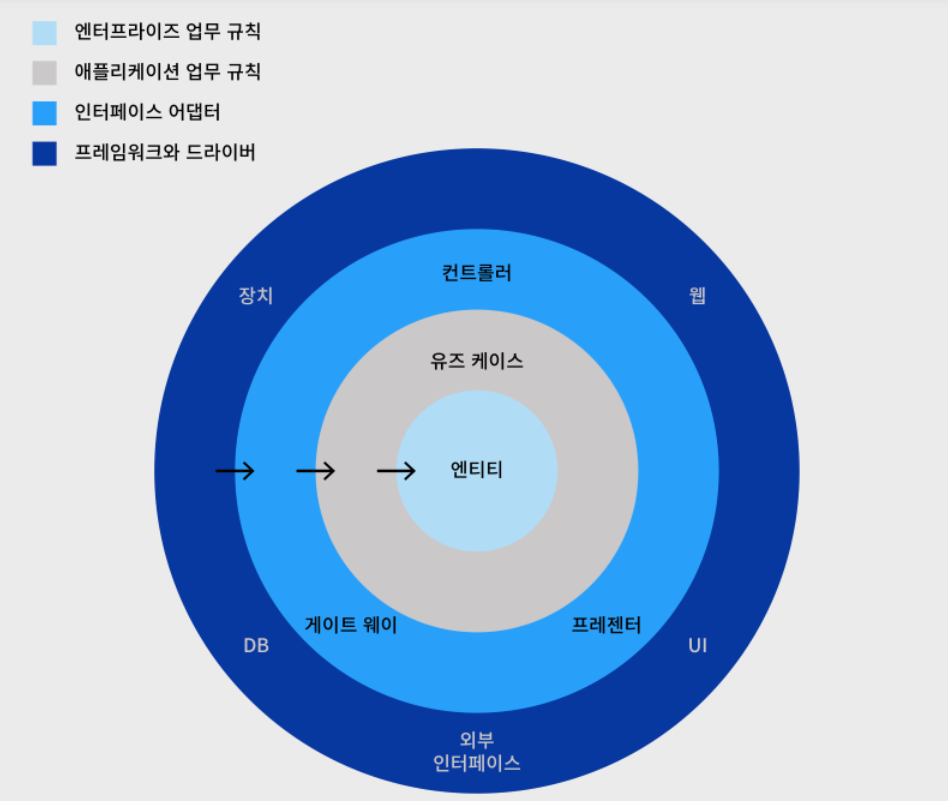 엔터프라이즈 업무 규칙
애플리케이션 업무 규칙
인터페이스 어댑터
프레임워크와 드라이버
컨트롤러
장치
웹
유즈 케이스
엔티티
게이트 웨이
프레젠터
DB
UI
외부
인터페이스